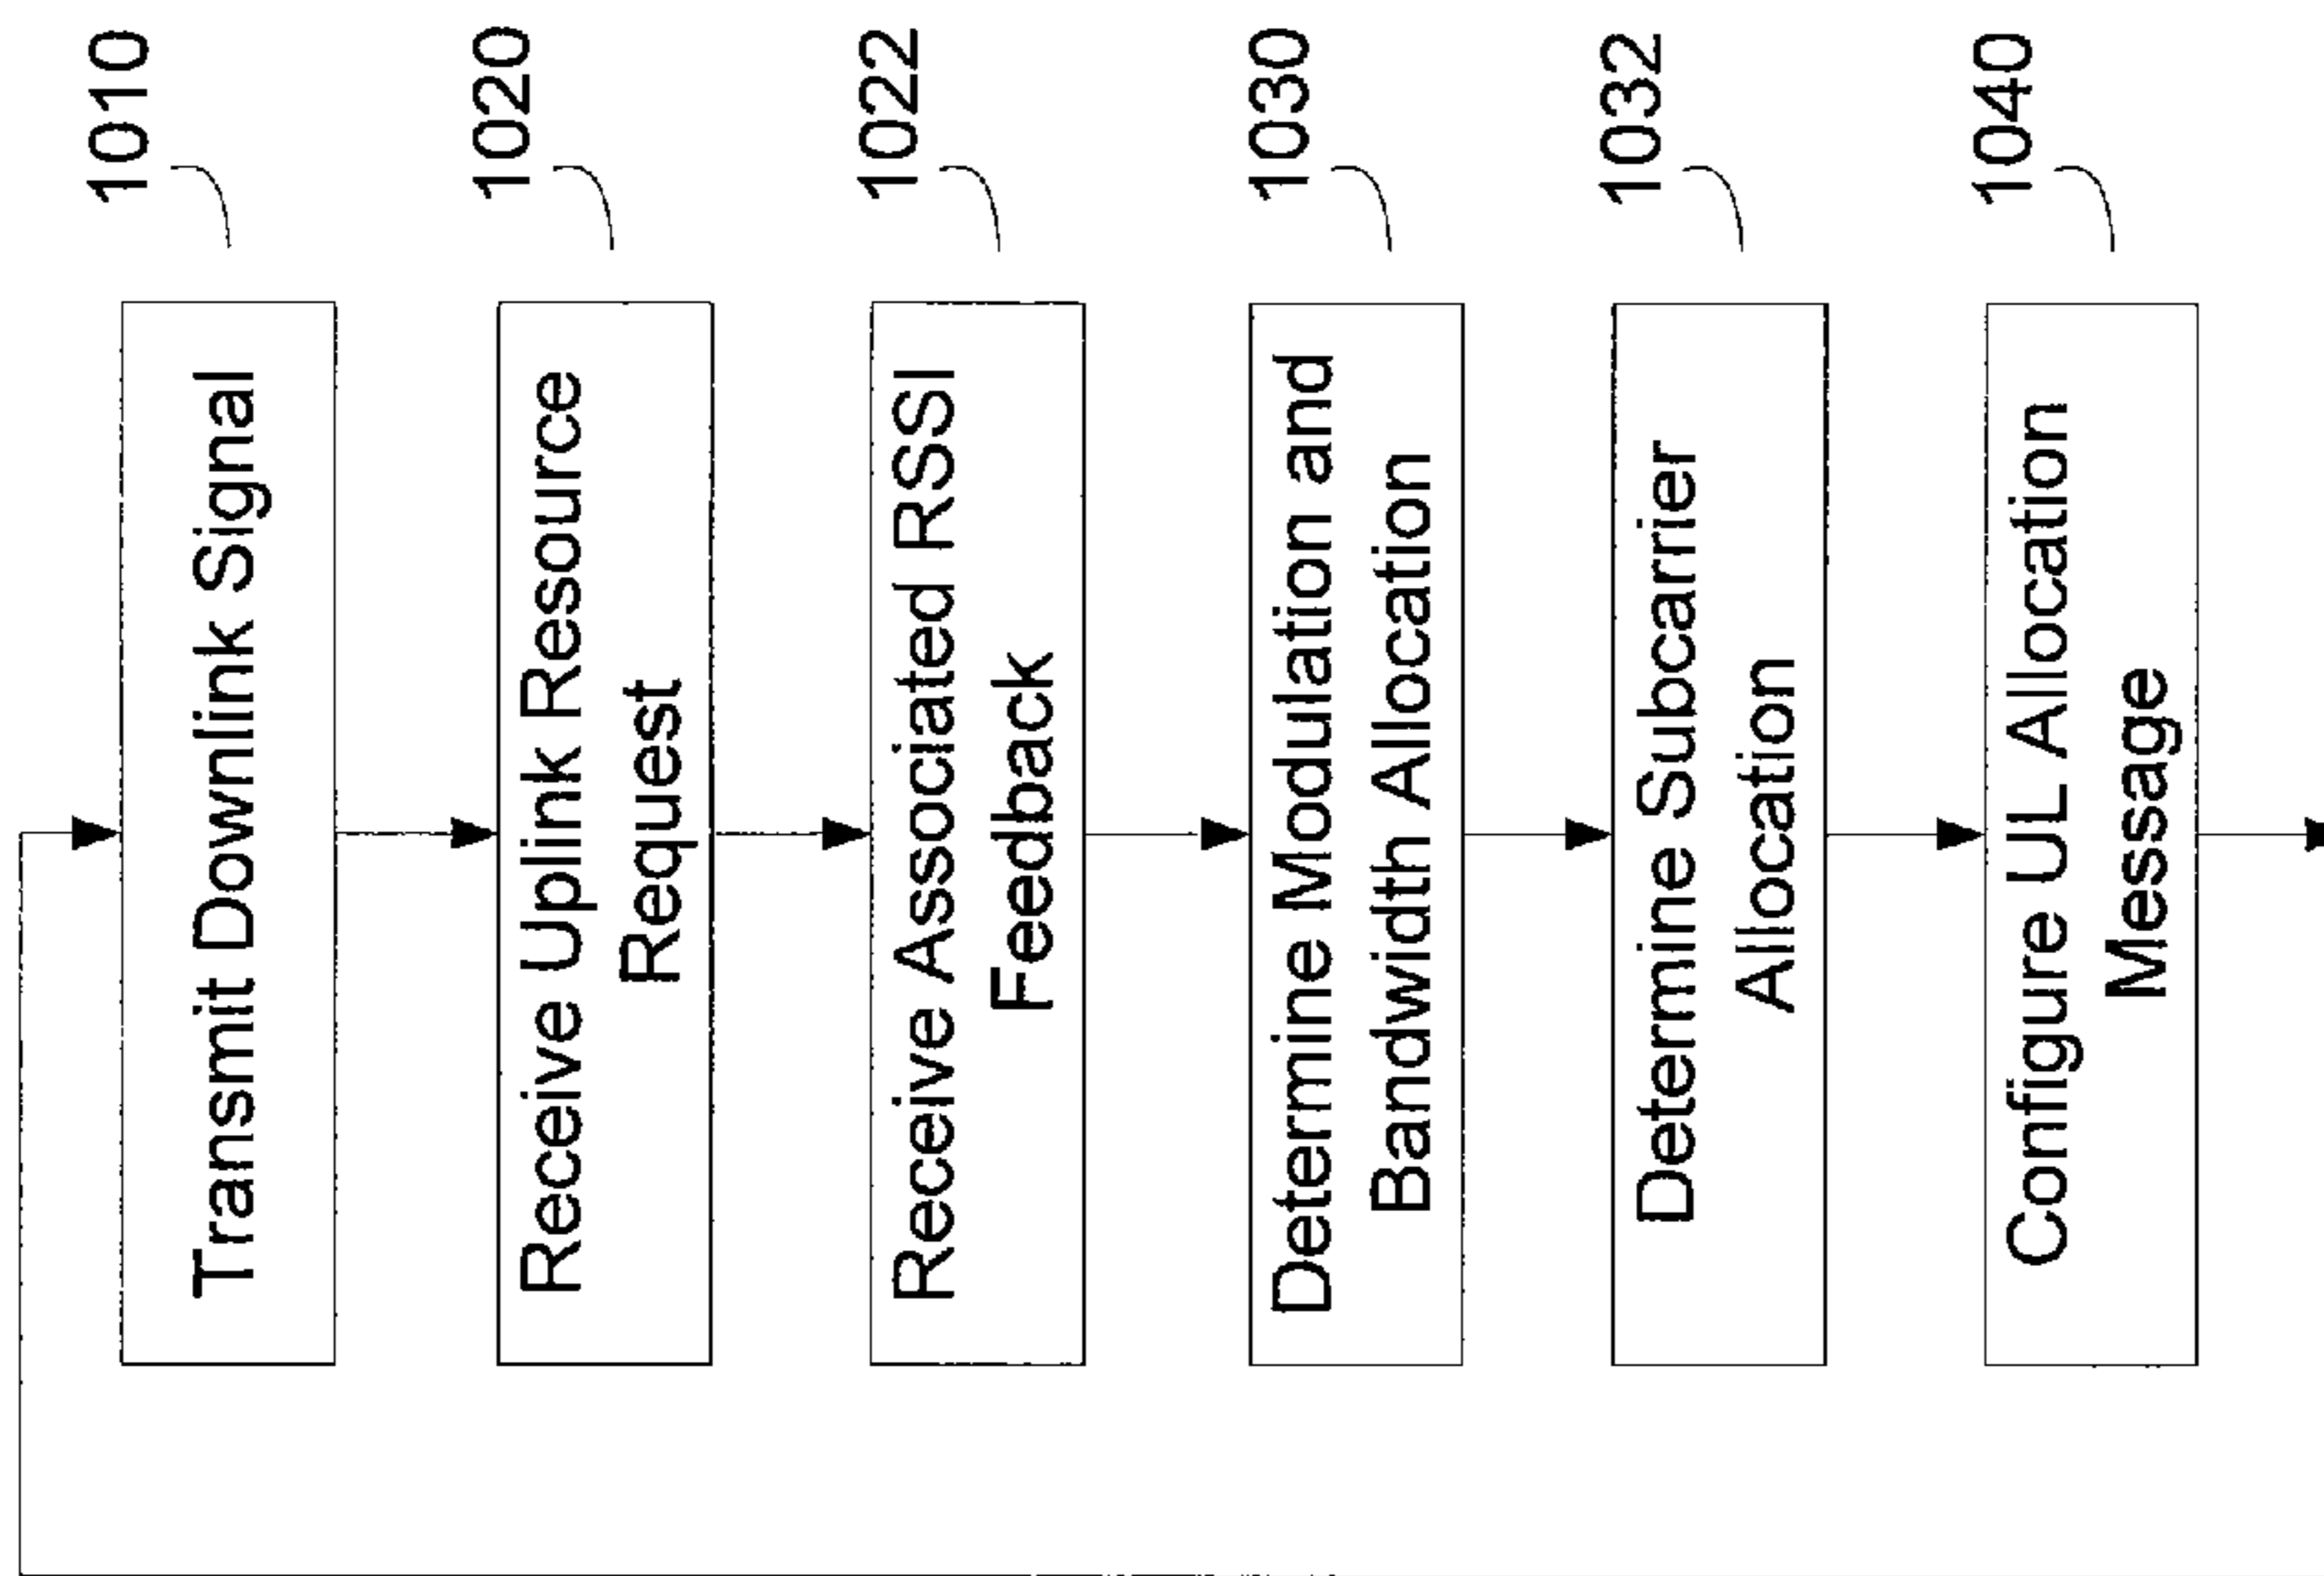 1010
Transmit Downlink Signal
1020
Receive Uplink Resource
Request
1022
Receive Associated RSSI
Feedback
1030
Determine Modulation and
Bandwidth Allocation
1032
Determine Subcarrier
Allocation
1040
Configure UL Allocation
Message